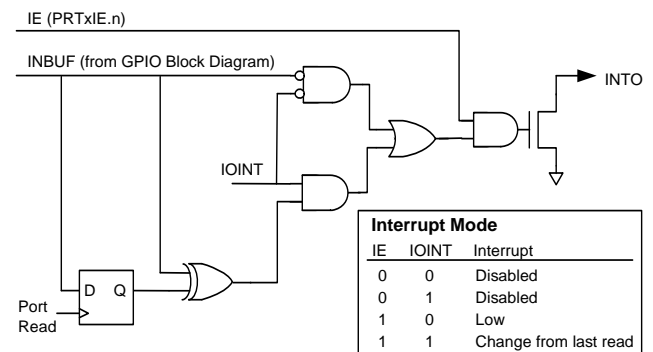 IE (PRTxIE.n)
INBUF (from GPIO Block Diagram)
INTO
IOINT
D Q
Port
Read
Interrupt Mode
IE IOINT Interrupt
0 0 Disabled
0 1 Disabled
1 0 Low
1 1 Change from last read